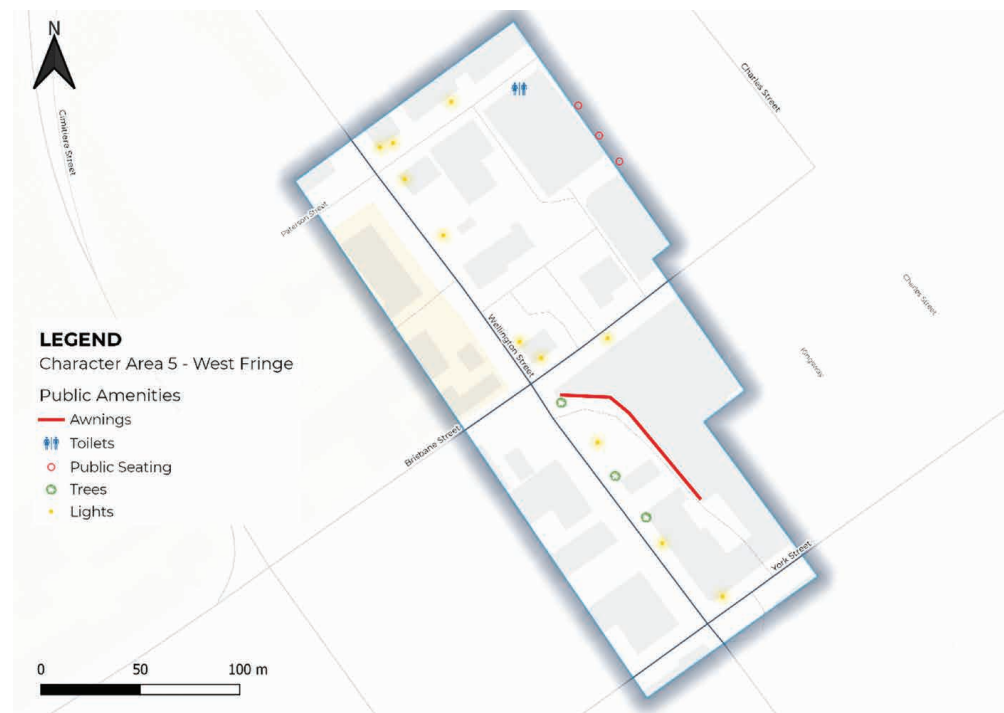 N
Charles Street
Cimitiere Street
Paterson Street
Charles Street
Wellington Street
Kingsway
LEGEND
Character Area 5 - West Fringe
Public Amenities
Awnings
Toilets
Public Seating
Trees
Lights
Brisbane Street
York Street
0 50 100 m